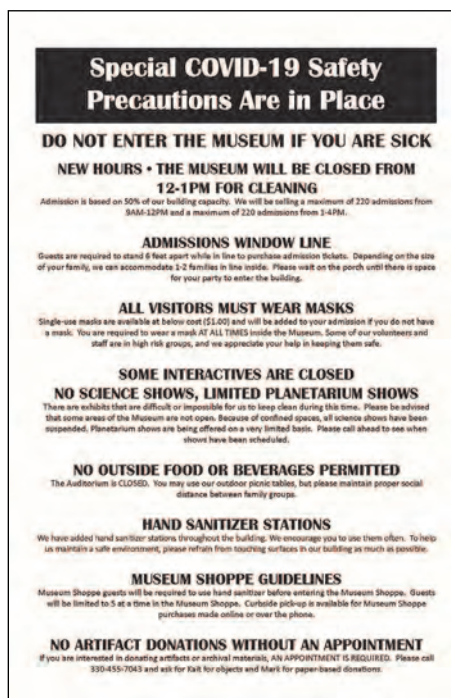 Special COVID-19 Safety
Precautions Are in Place
DO NOT ENTER THE MUSEUM IF YOU ARE SICK
NEW HOURS • THE MUSEUM WILL BE CLOSED FROM
12-1PM FOR CLEANING
Admission is based on 50% of our building capacity. We will be selling a maximum of 220 admissions from
9AM-12PM and a maximum of 220 admissions from 1-4PM.
ADMISSIONS WINDOW LINE
Guests are required to stand 6 feet apart while in line to purchase admission tickets. Depending on the size
of your family, we can accommodate 1-2 families in line inside. Please wait on the porch until there is space
for your party to enter the building.
ALL VISITORS MUST WEAR MASKS
Single-use masks are available at below cost ($1.00) and will be added to your admission if you do not have
a mask. You are required to wear a mask AT ALL TIMES inside the Museum. Some of our volunteers and
staff are in high risk groups, and we appreciate your help in keeping them safe.
SOME INTERACTIVES ARE CLOSED
NO SCIENCE SHOWS, LIMITED PLANETARIUM SHOWS
There are exhibits that are difficult or impossible for us to keep clean during this time. Please be advised
that some areas of the Museum are not open. Because of confined spaces, all science shows have been
suspended. Planetarium shows are being offered on a very limited basis. Please call ahead to see when
shows have been scheduled.
NO OUTSIDE FOOD OR BEVERAGES PERMITTED
The Auditorium is CLOSED. You may use our outdoor picnic tables, but please maintain proper social
distance between family groups.
HAND SANITIZER STATIONS
We have added hand sanitizer stations throughout the building. We encourage you to use them often. To help
us maintain a safe environment, please refrain from touching surfaces in our building as much as possible.
MUSEUM SHOPPE GUIDELINES
Museum Shoppe guests will be required to use hand sanitizer before entering the Museum Shoppe. Guests
will be limited to 5 at a time in the Museum Shoppe. Curbside pick-up is available for Museum Shoppe
purchases made online or over the phone.
NO ARTIFACT DONATIONS WITHOUT AN APPOINTMENT
If you are interested in donating artifacts or archival materials, AN APPOINTMENT IS REQUIRED. Please call
330-455-7043 and ask for Kait for objects and Mark for paper-based donations.